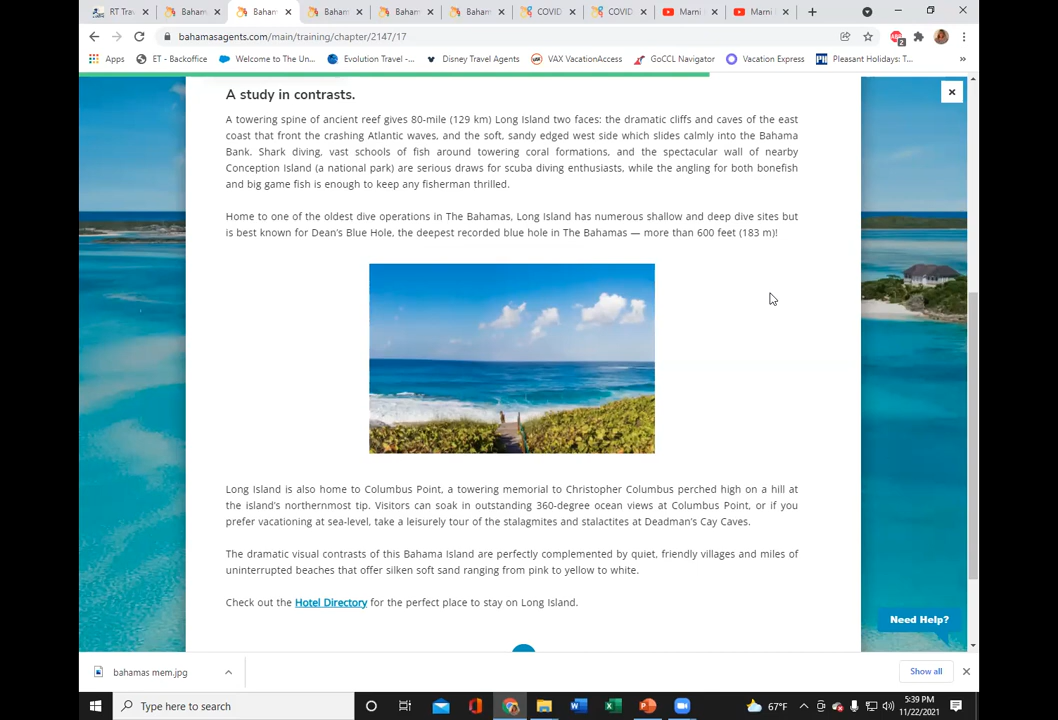 RT Trav
Baham
Baham
Baham
Baham
Baham
COVID
COVID
Marni
Marni
bahamasagents.com/main/training/chapter/2147/17
2
Apps
ET - Backoffice
Welcome to The Un...
Evolution Travel -...
Disney Travel Agents
VAX VacationAccess
GoCCL Navigator
Vacation Express
Pleasant Holidays: T...
»
A study in contrasts.
A towering spine of ancient reef gives 80-mile (129 km) Long Island two faces: the dramatic cliffs and caves of the east
coast that front the crashing Atlantic waves, and the soft, sandy edged west side which slides calmly into the Bahama
Bank. Shark diving, vast schools of fish around towering coral formations, and the spectacular wall of nearby
Conception Island (a national park) are serious draws for scuba diving enthusiasts, while the angling for both bonefish
and big game fish is enough to keep any fisherman thrilled.
Home to one of the oldest dive operations in The Bahamas, Long Island has numerous shallow and deep dive sites but
is best known for Dean's Blue Hole, the deepest recorded blue hole in The Bahamas — more than 600 feet (183 m)!
Long Island is also home to Columbus Point, a towering memorial to Christopher Columbus perched high on a hill at
the island's northernmost tip. Visitors can soak in outstanding 360-degree ocean views at Columbus Point, or if you
prefer vacationing at sea-level, take a leisurely tour of the stalagmites and stalactites at Deadman's Cay Caves.
The dramatic visual contrasts of this Bahama Island are perfectly complemented by quiet, friendly villages and miles of
uninterrupted beaches that offer silken soft sand ranging from pink to yellow to white.
Check out the Hotel Directory for the perfect place to stay on Long Island.
Need Help?
bahamas mem.jpg
Show all
Type here to search
67°F
5:39 PM
11/22/2021